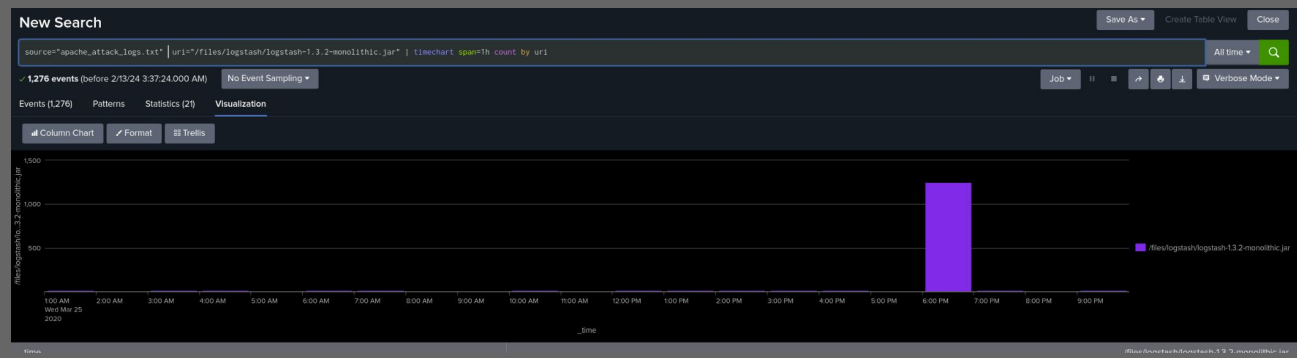 New Search
Save As ▾ Create Table View Close
source="apache_attack_logs.txt" uri="/files/logstash/logstash-1.3.2-monolithic.jar" | timechart span=1h count by uri
All time ▾
✓ 1,276 events (before 2/13/24 3:37:24.000 AM) No Event Sampling ▾
Job ▾ Verbose Mode ▾
Events (1,276) Patterns Statistics (21) Visualization
Column Chart Format Trellis
/files/logstash/lo...3.2-monolithic.jar
1,500
1,000
500
/files/logstash/logstash-1.3.2-monolithic.jar
1:00 AM 2:00 AM 3:00 AM 4:00 AM 5:00 AM 6:00 AM 7:00 AM 8:00 AM 9:00 AM 10:00 AM 11:00 AM 12:00 PM 1:00 PM 2:00 PM 3:00 PM 4:00 PM 5:00 PM 6:00 PM 7:00 PM 8:00 PM 9:00 PM
Wed Mar 25
2020
_time
_time /files/logstash/logstash-1.3.2-monolithic.jar